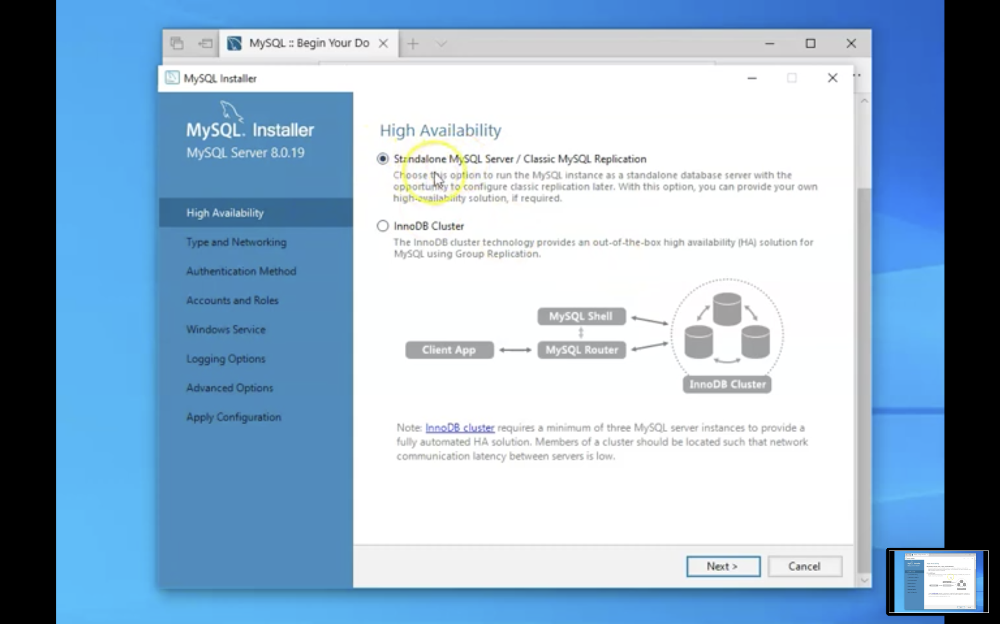 MySQL :: Begin Your Do
MySQL Installer
MySQL. Installer
MySQL Server 8.0.19
High Availability
Type and Networking
Authentication Method
Accounts and Roles
Windows Service
Logging Options
Advanced Options
Apply Configuration
High Availability
Standalone MySQL Server / Classic MySQL Replication
Choose this option to run the MySQL instance as a standalone database server with the
opportunity to configure classic replication later. With this option, you can provide your own
high-availability solution, if required.
InnoDB Cluster
The InnoDB cluster technology provides an out-of-the-box high availability (HA) solution for
MySQL using Group Replication.
MySQL Shell
Client App
MySQL Router
InnoDB Cluster
Note: InnoDB cluster requires a minimum of three MySQL server instances to provide a
fully automated HA solution. Members of a cluster should be located such that network
communication latency between servers is low.
Next >
Cancel